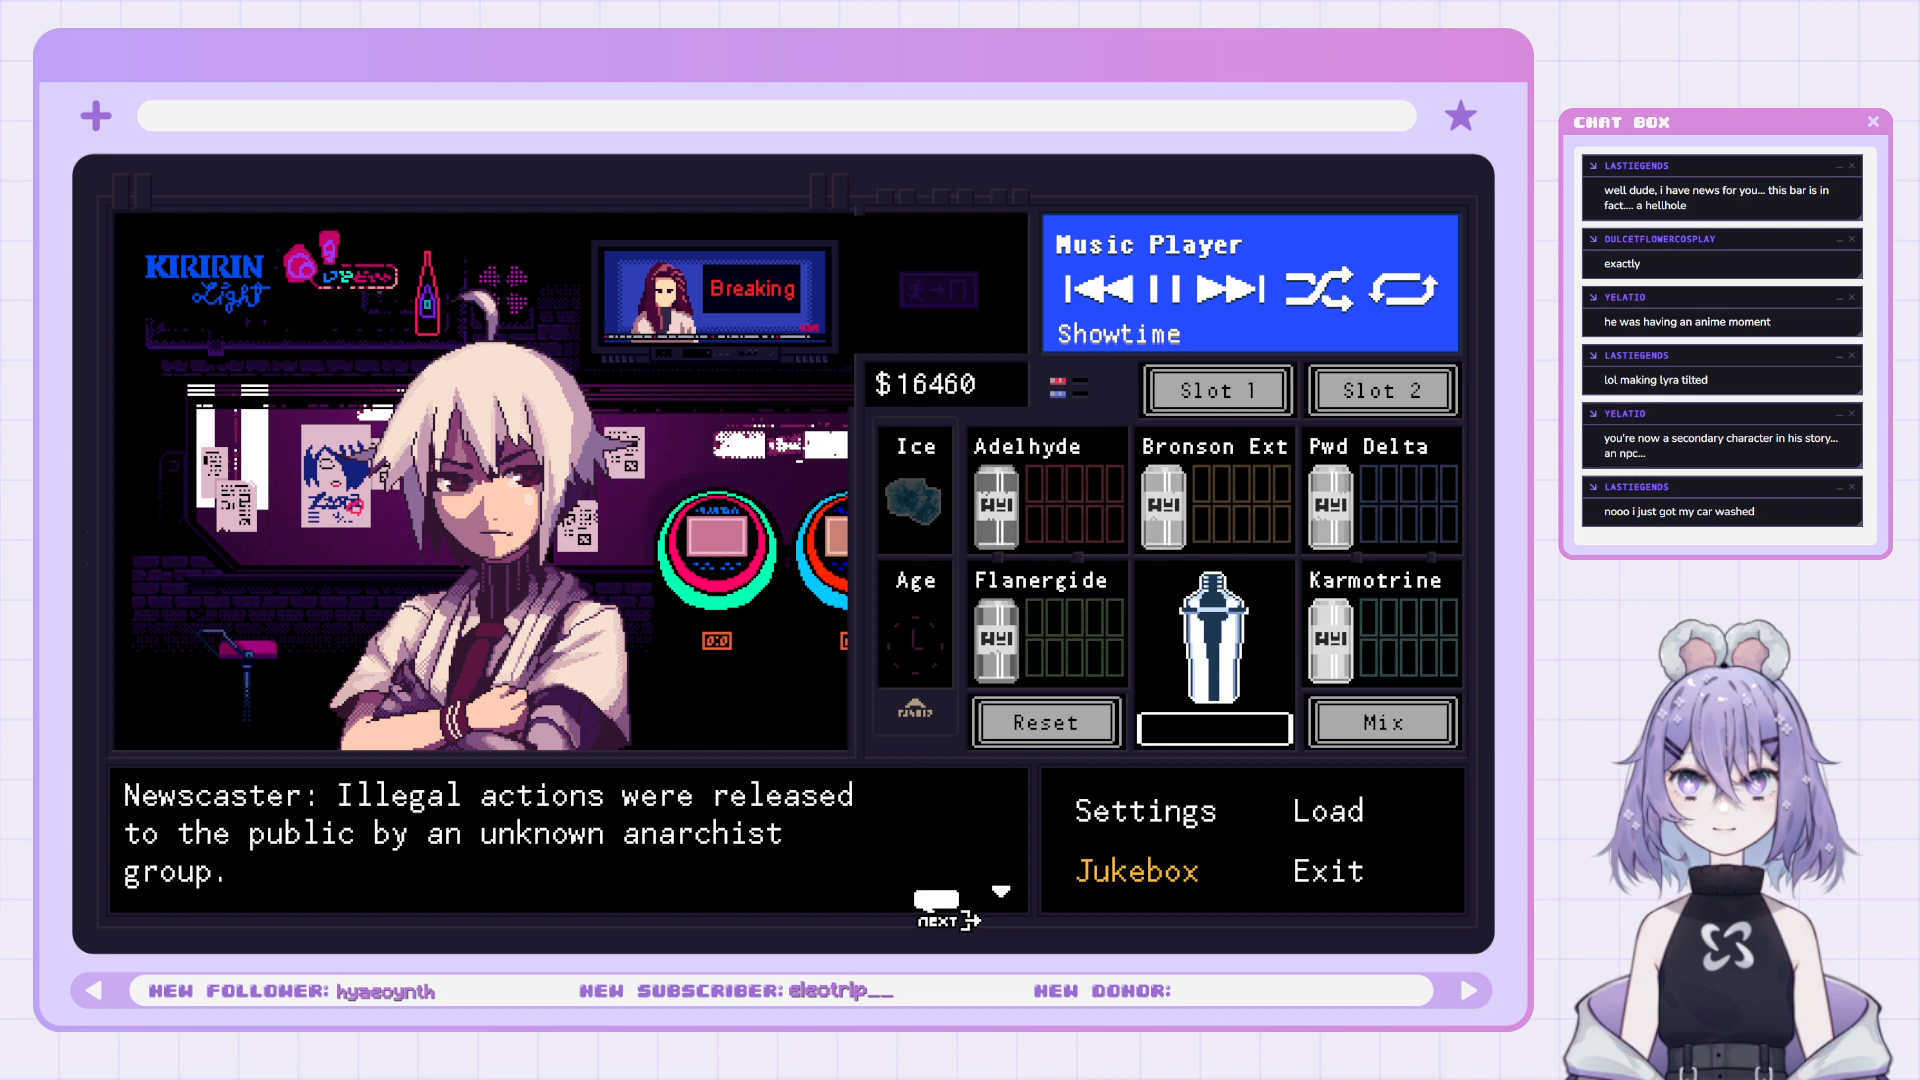 CHAT BOX
LASTIEGENDS
well dude, i have news for you... this bar is in
fact.... a hellhole
DULCETFLOWERCOSPLAY
exactly
YELATIO
he was having an anime moment
LASTIEGENDS
lol making lyra tilted
YELATIO
you're now a secondary character in his story...
an npc...
LASTIEGENDS
nooo i just got my car washed
KIRIRIN
Light
Breaking
Music Player
Showtime
$16460
Slot 1
Slot 2
Ice
Adelhyde
Bronson Ext
Pwd Delta
Age
Flanergide
Karmotrine
Reset
Mix
Newscaster: Illegal actions were released
to the public by an unknown anarchist
group.
NEXT
Settings
Load
Jukebox
Exit
NEW FOLLOWER: hyaeoynth
NEW SUBSCRIBER: electrip__
NEW DONOR: